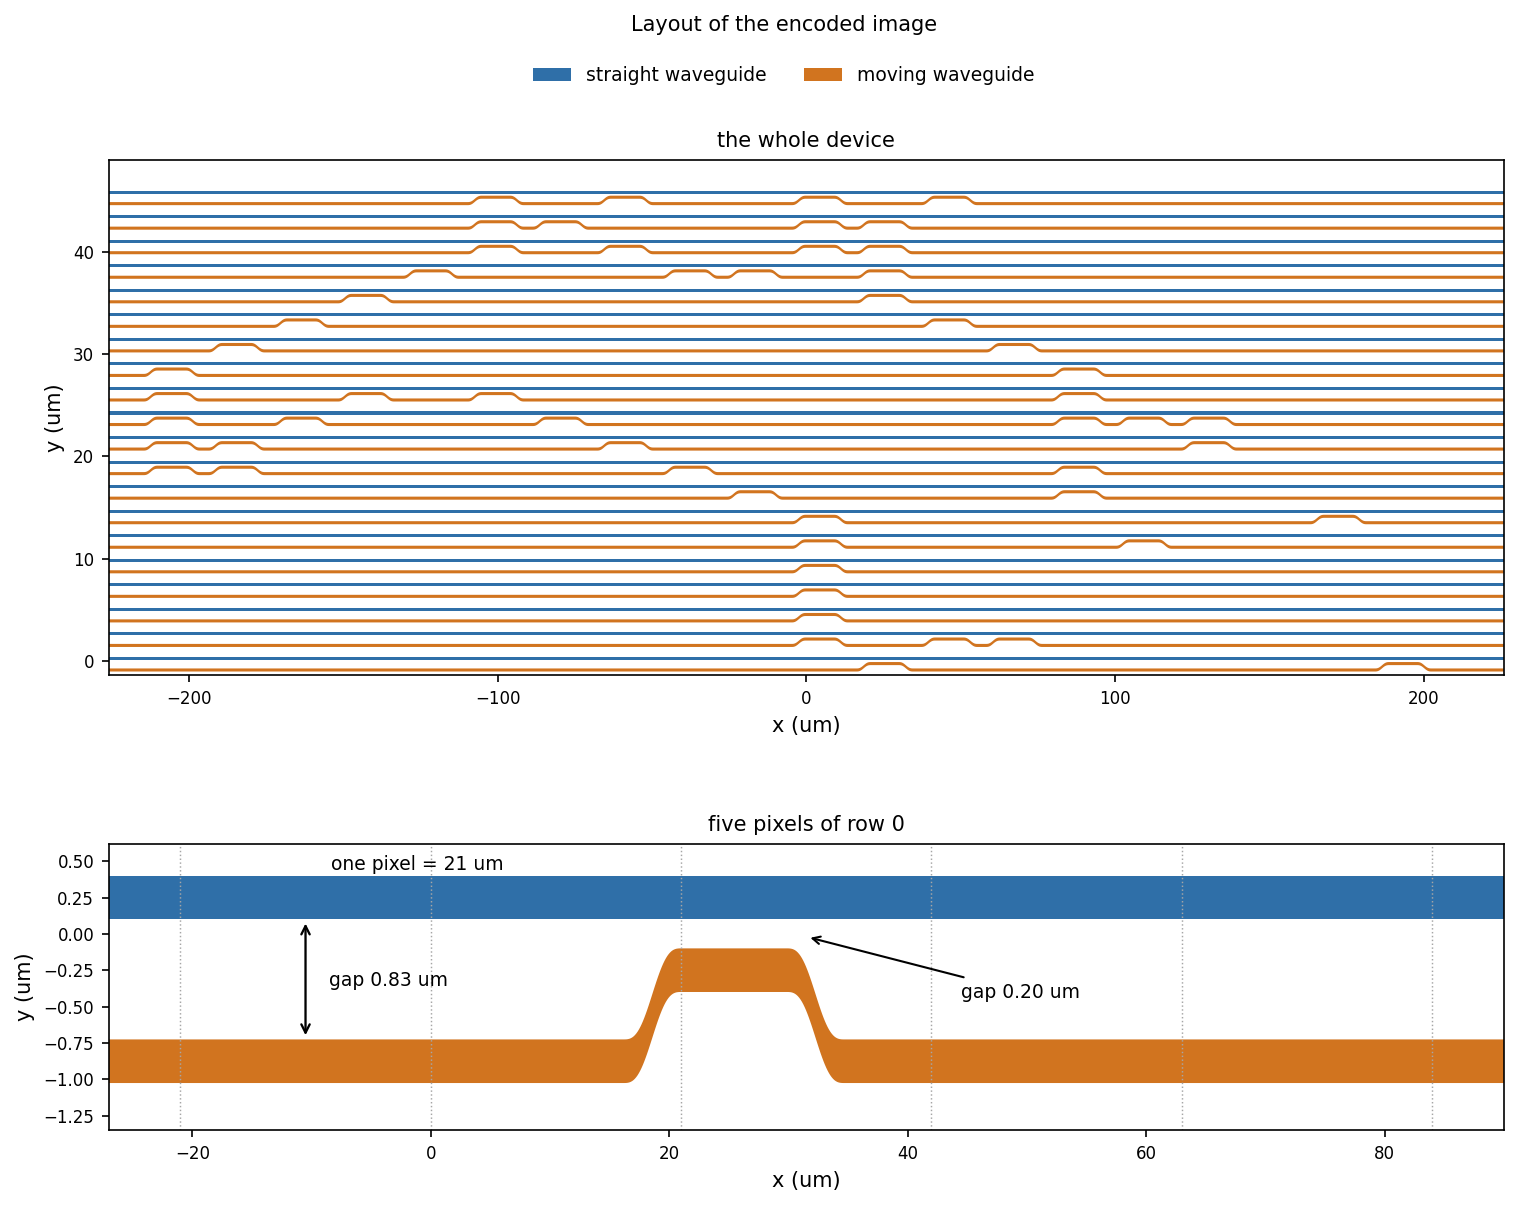 Layout of the encoded image
straight waveguide moving waveguide
the whole device
40
30
20
10
0
y (um)
−200 −100 0 100 200
x (um)
five pixels of row 0
0.50
0.25
0.00
−0.25
−0.50
−0.75
−1.00
−1.25
y (um)
one pixel = 21 um
gap 0.83 um
gap 0.20 um
−20 0 20 40 60 80
x (um)